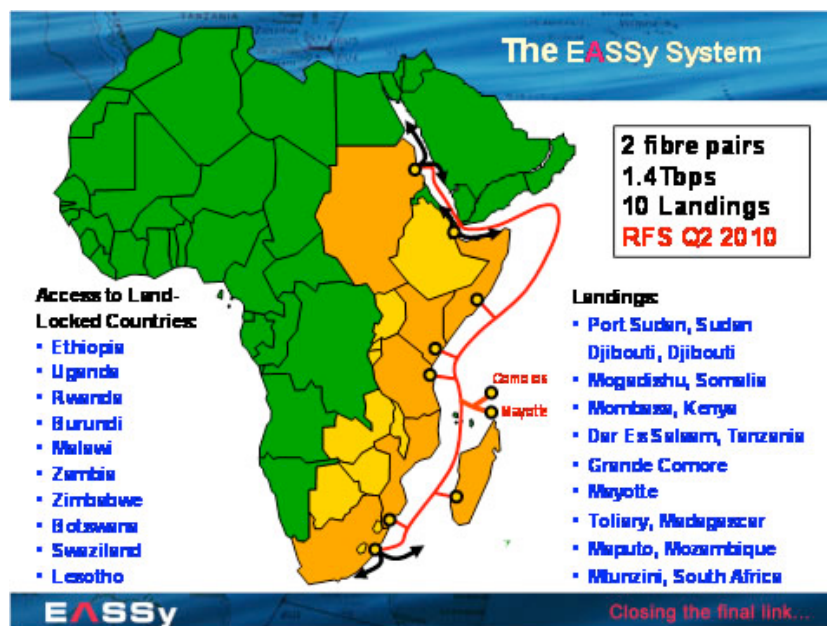 The EASSy System
2 fibre pairs
1.4Tbps
10 Landings
RFS Q2 2010
Access to Land-
Locked Countries:
• Ethiopia
• Uganda
• Rwanda
• Burundi
• Malawi
• Zambia
• Zimbabwe
• Botswana
• Swaziland
• Lesotho
Comoros
Mayotte
Landings:
• Port Sudan, Sudan
Djibouti, Djibouti
• Mogadishu, Somalia
• Mombasa, Kenya
• Dar Es Salaam, Tanzania
• Grande Comore
• Mayotte
• Toliary, Madagascar
• Maputo, Mozambique
• Mtunzini, South Africa
EASSy
Closing the final link...